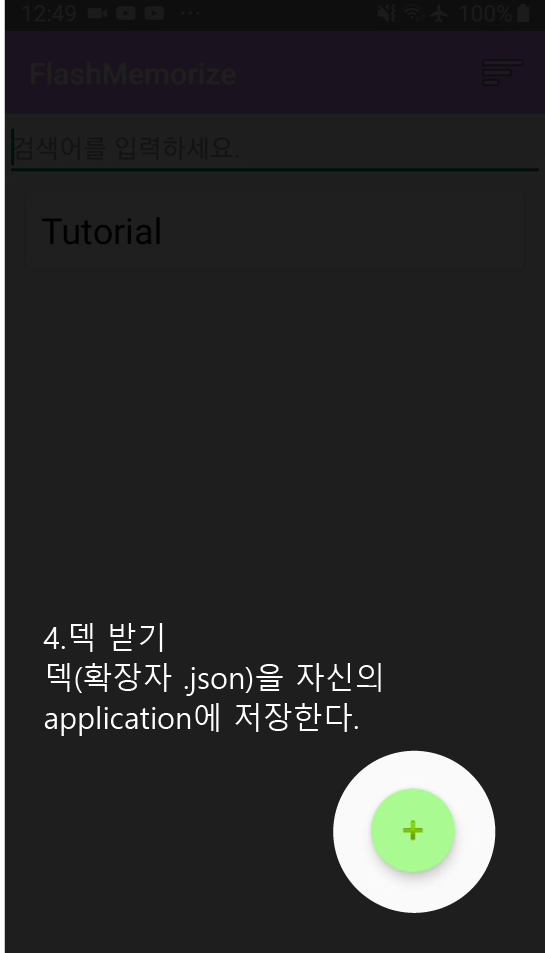 12:49 ... 100%
FlashMemorize
검색어를 입력하세요.
Tutorial
4.덱 받기
덱(확장자 .json)을 자신의
application에 저장한다.
+